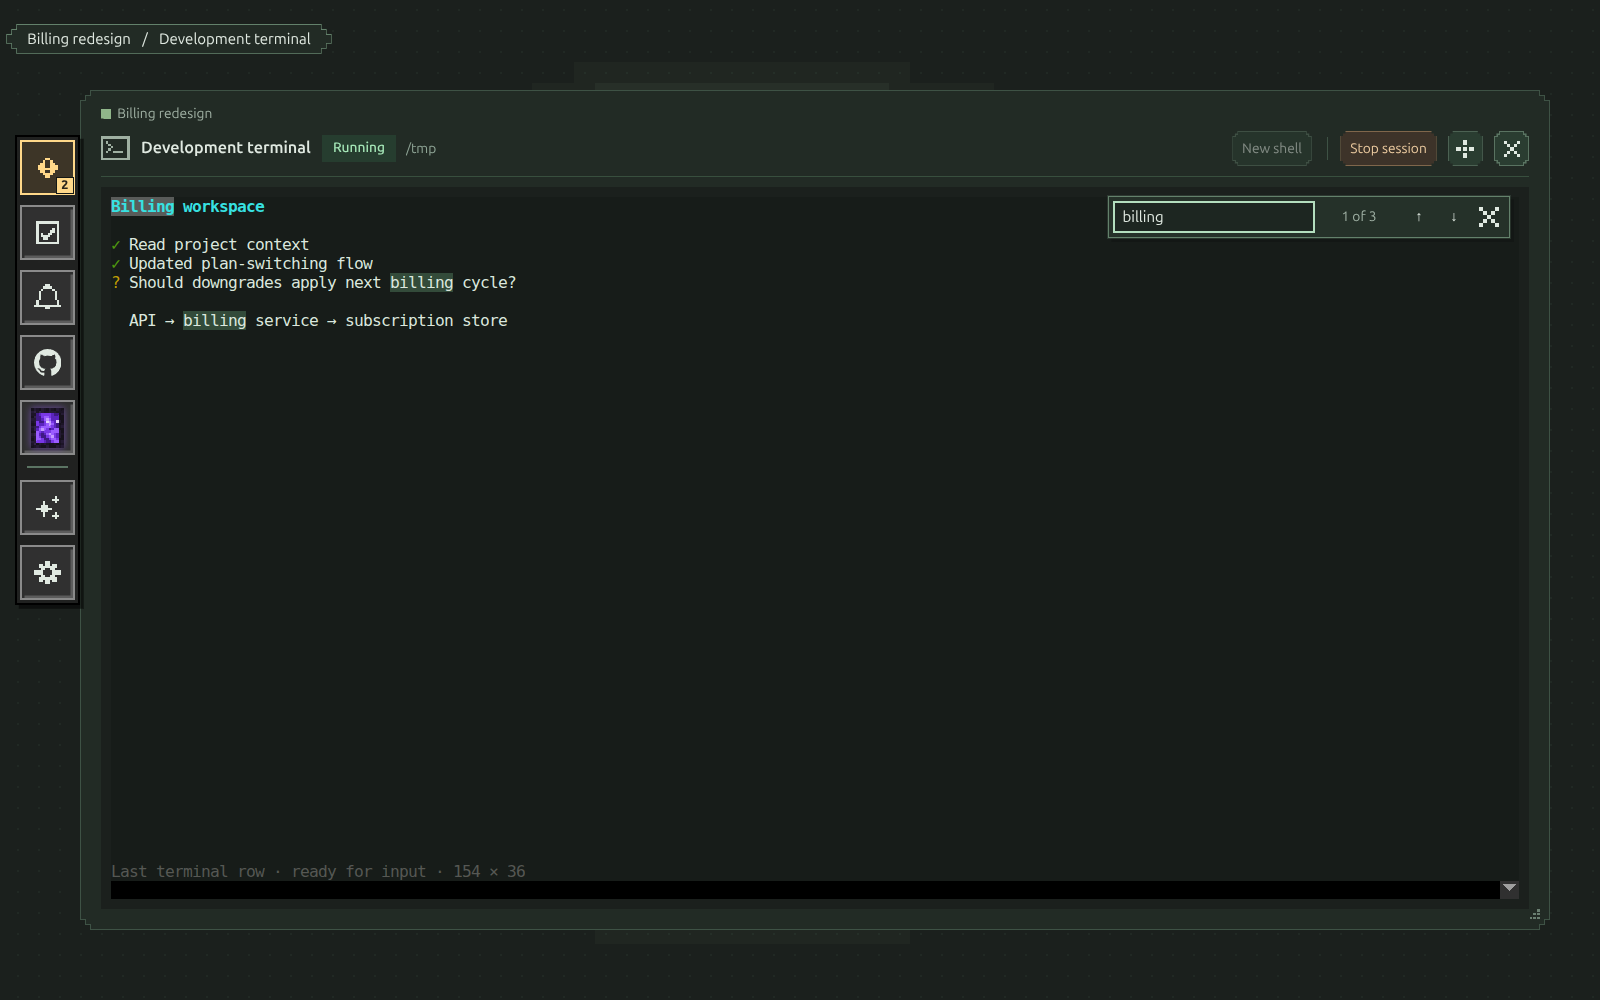 Billing redesign / Development terminal
Billing redesign
Development terminal Running /tmp New shell Stop session
2
Billing workspace
billing 1 of 3 ↑ ↓
✓ Read project context
✓ Updated plan-switching flow
? Should downgrades apply next billing cycle?
API → billing service → subscription store
Last terminal row · ready for input · 154 × 36